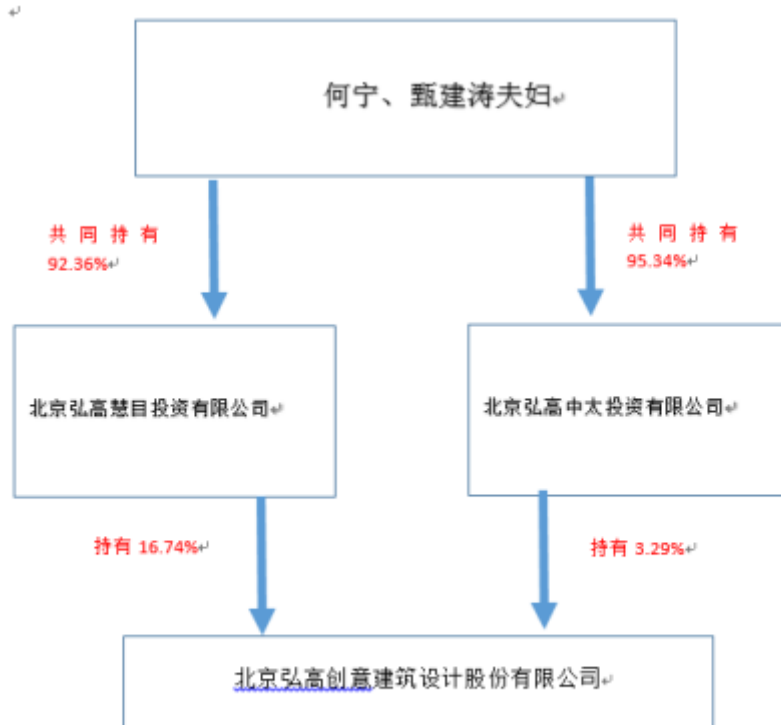 何宁、甄建涛夫妇
共同持有
92.36%
共同持有
95.34%
北京弘高慧目投资有限公司
北京弘高中太投资有限公司
持有 16.74%
持有 3.29%
北京弘高创意建筑设计股份有限公司